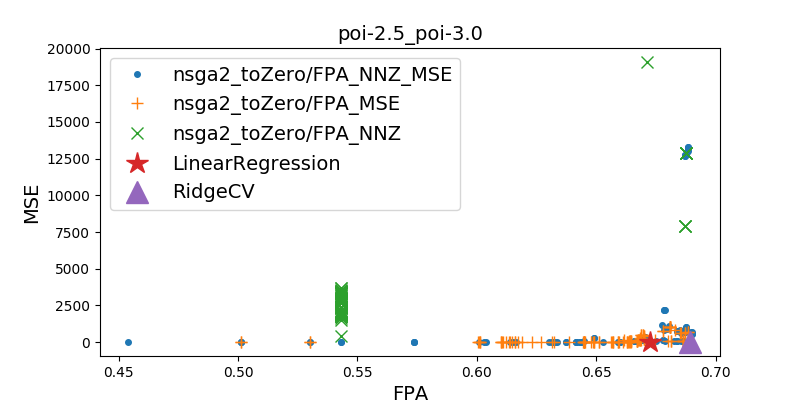 poi-2.5_poi-3.0
20000
17500
15000
12500
10000
7500
5000
2500
0
MSE
nsga2_toZero/FPA_NNZ_MSE
nsga2_toZero/FPA_MSE
nsga2_toZero/FPA_NNZ
LinearRegression
RidgeCV
0.45 0.50 0.55 0.60 0.65 0.70
FPA